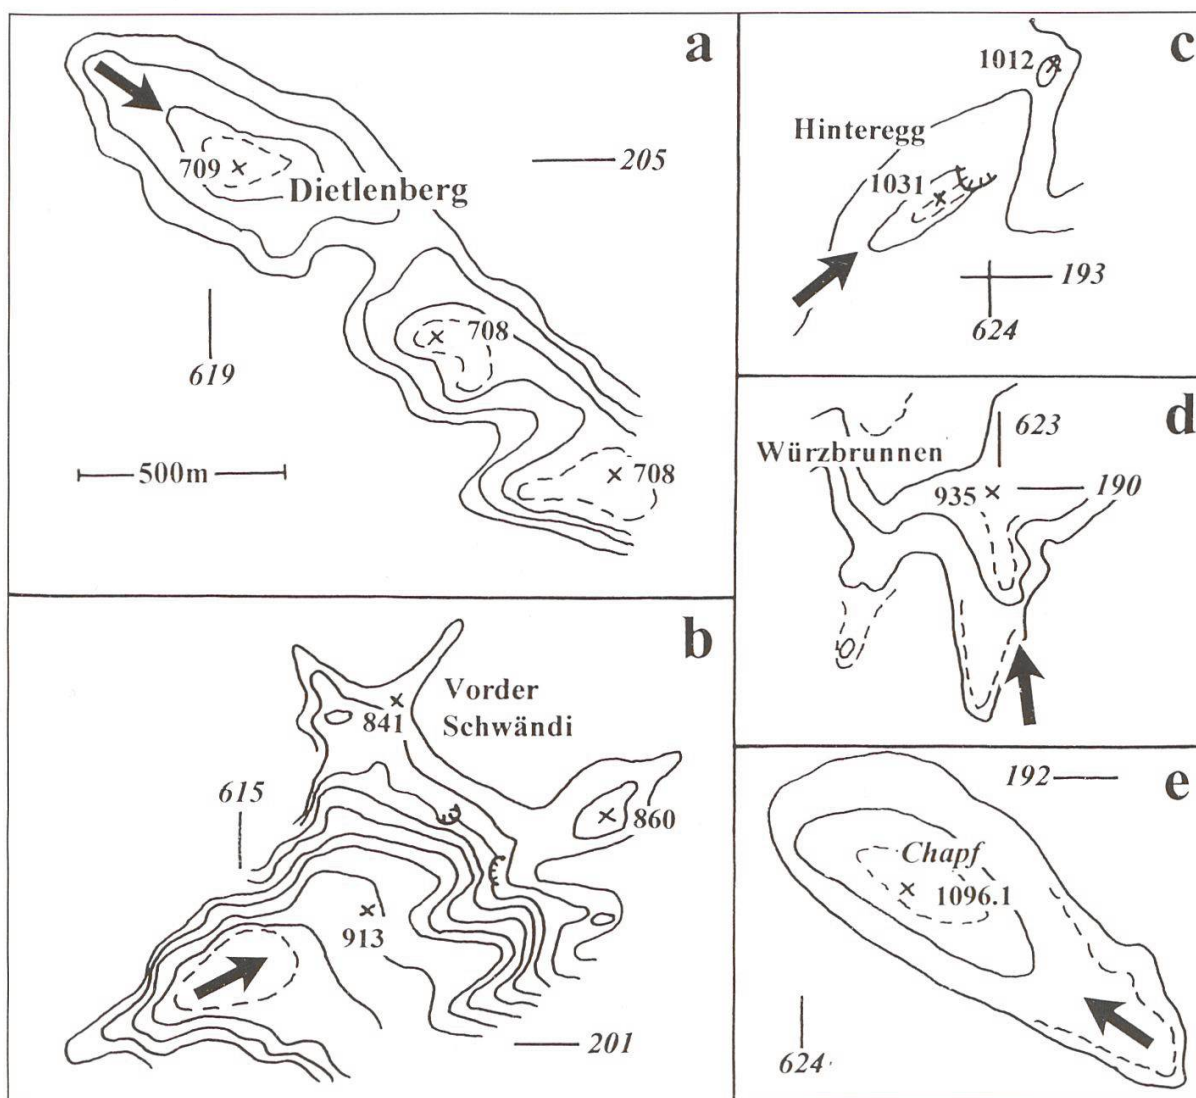 a
205
709
Dietlenberg
708
619
500m
708
b
Vorder
Schwändi
841
615
860
913
201
c
1012
Hinteregg
1031
193
624
d
623
Würzbrunnen
935
190
e
192
Chapf
1096.1
624